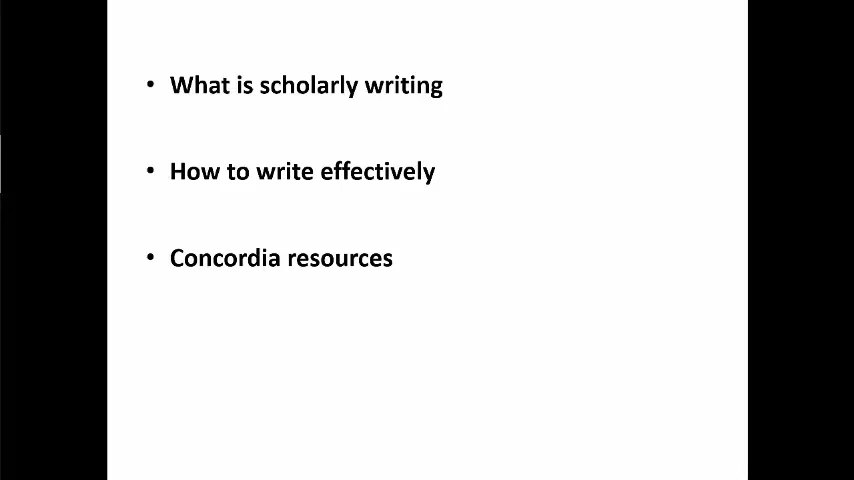 • What is scholarly writing
• How to write effectively
• Concordia resources